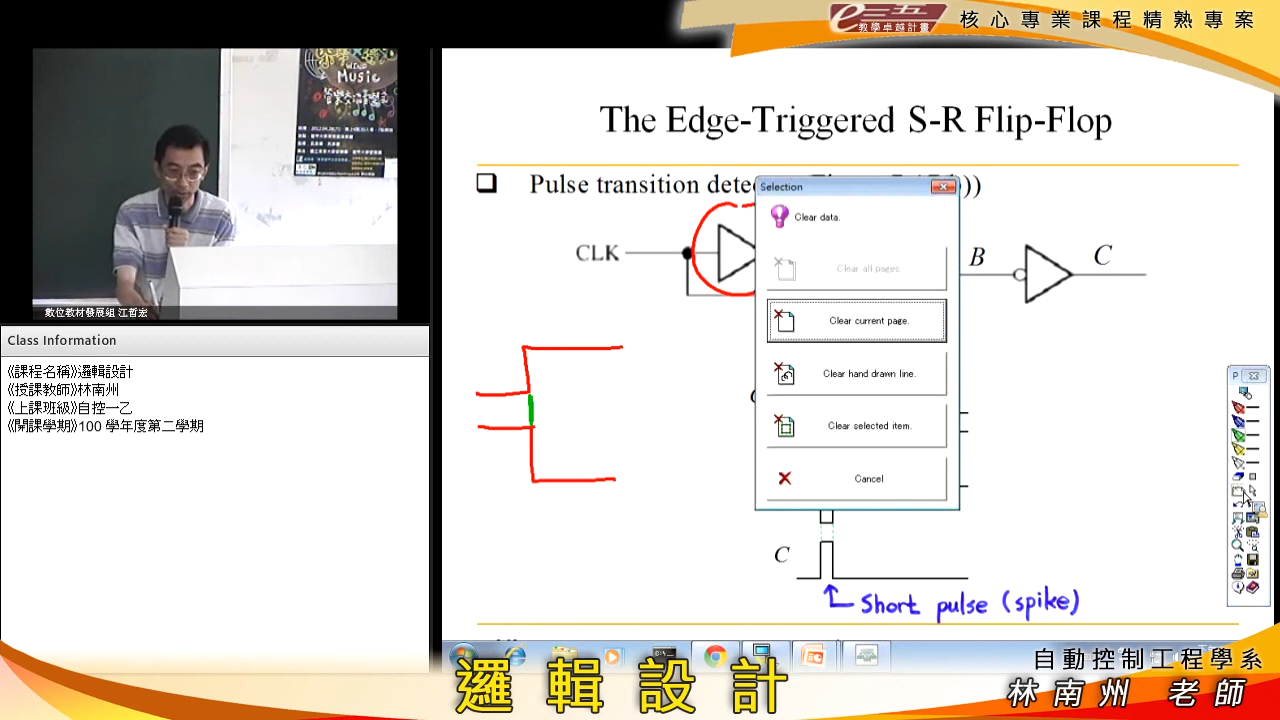 e 三五
教學卓越計畫
核心專業課程精熟專案
Music
數位教材發展組 江哲宏
Class Information
《課程名稱》邏輯設計
《授課教師》林南州
《上課班級》自控一乙
《開課學期》100 學年度第二學期
The Edge-Triggered S-R Flip-Flop
Pulse transition dete
)))
CLK
B
C
Selection
Clear data.
Clear all pages
Clear current page.
Clear hand drawn line.
Clear selected item.
Cancel
P
C
Short pulse (spike)
邏輯設計
自動控制工程學系
林南州 老師